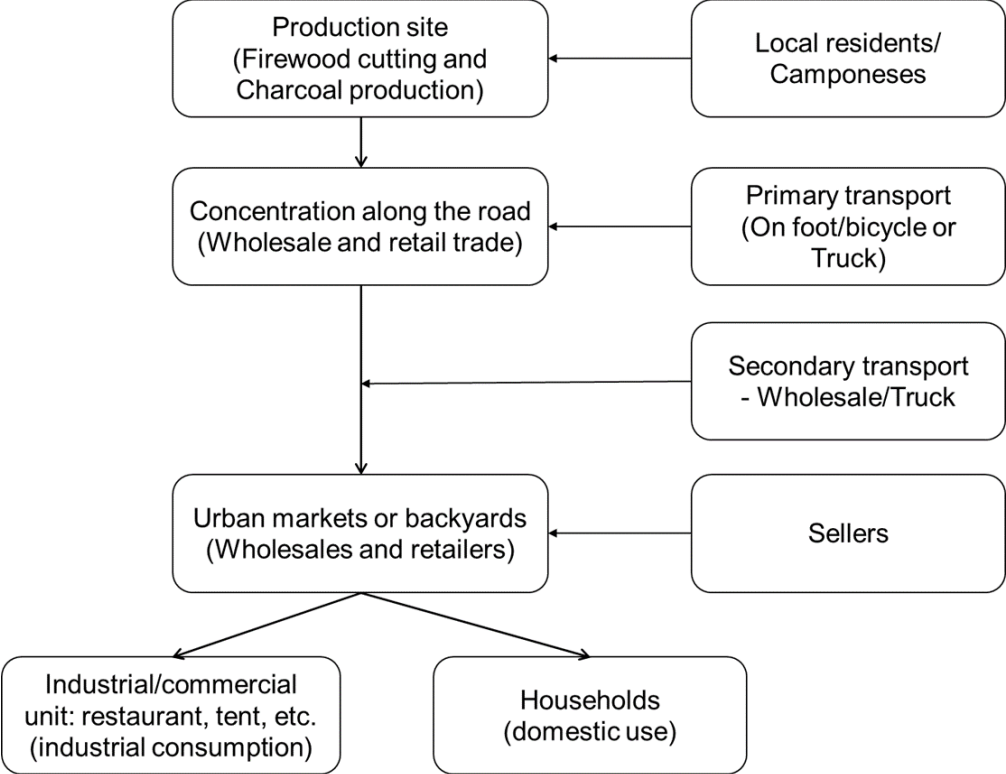 Production site
(Firewood cutting and
Charcoal production)
Local residents/
Camponeses
Concentration along the road
(Wholesale and retail trade)
Primary transport
(On foot/bicycle or
Truck)
Secondary transport
- Wholesale/Truck
Urban markets or backyards
(Wholesales and retailers)
Sellers
Industrial/commercial
unit: restaurant, tent, etc.
(industrial consumption)
Households
(domestic use)